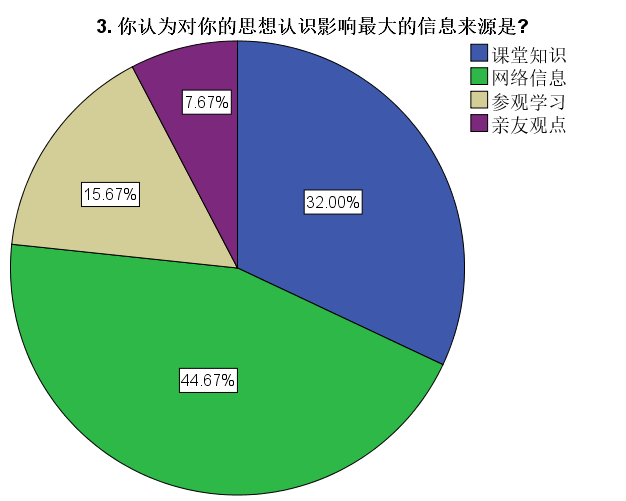 3. 你认为对你的思想认识影响最大的信息来源是?
课堂知识
网络信息
参观学习
亲友观点
7.67%
15.67%
32.00%
44.67%